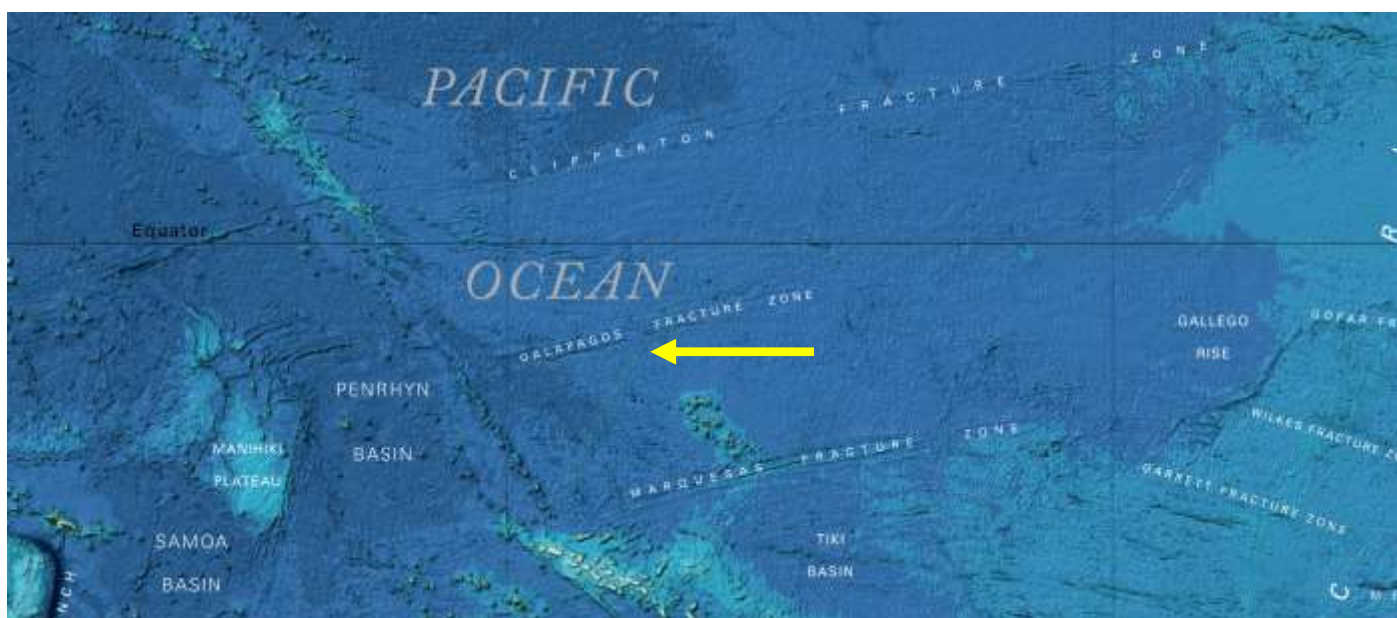 PACIFIC
CLIPPERTON FRACTURE ZONE
Equator
OCEAN
GALAPAGOS FRACTURE ZONE
GALLEGO
RISE
GOFAR
PENRHYN
BASIN
MANIHIKI
PLATEAU
MARQUESAS FRACTURE ZONE
WILKES FRACTURE
GARRETT FRACTURE ZONE
SAMOA
BASIN
TIKI
BASIN